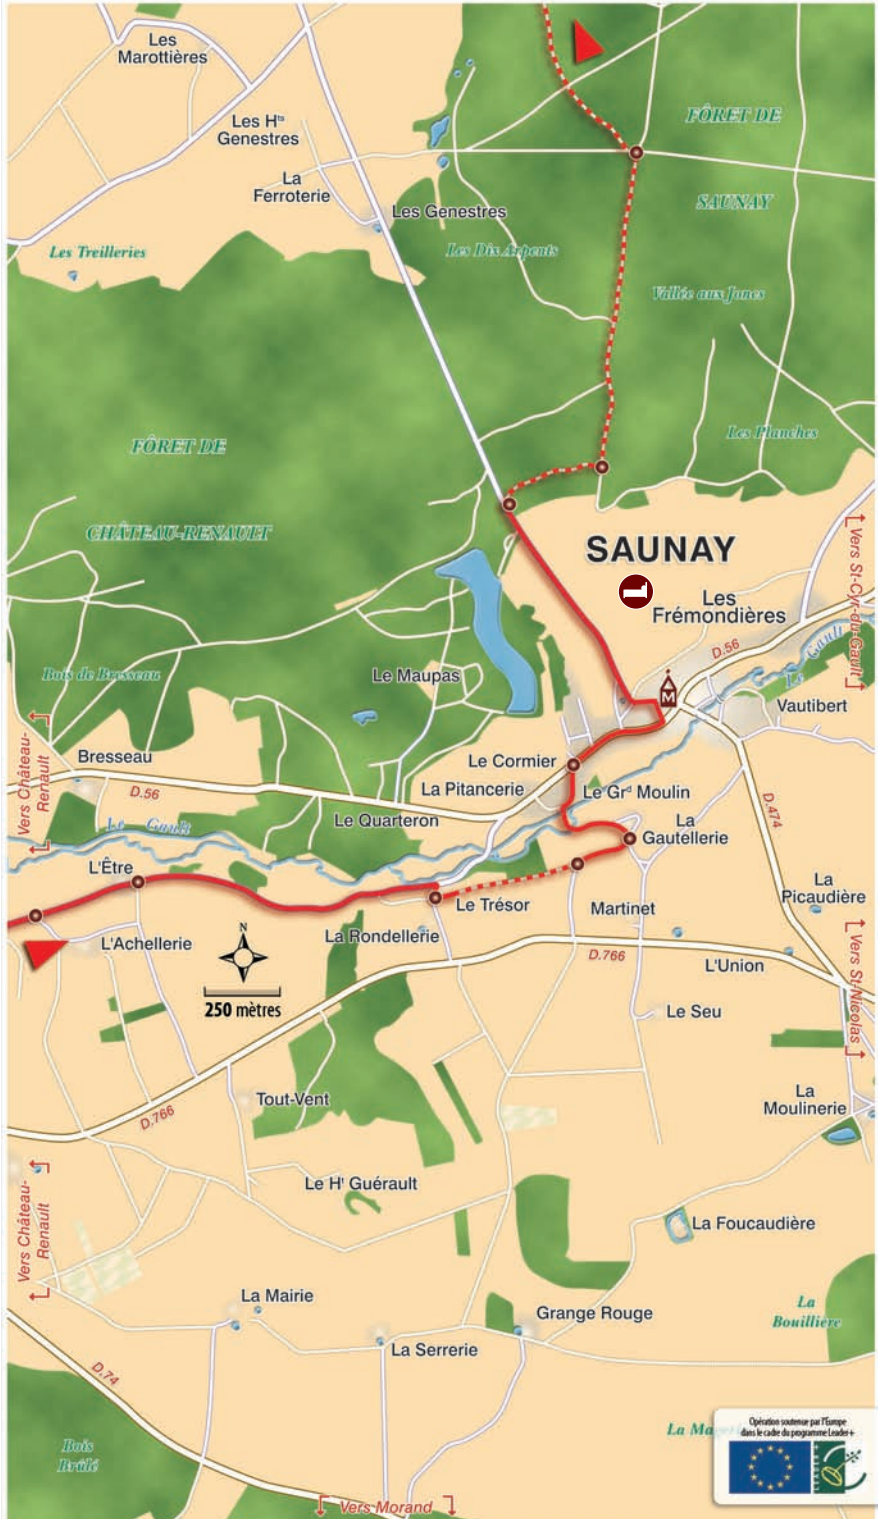 Les
Marottières
Les Hts
Genestres
FÔRET DE
La
Ferroterie
SAUNAY
Les Genestres
Les Treilleries
Les Dix Arpents
Vallée aux Joncs
Les Planches
FÔRET DE
CHÂTEAU-RENAULT
SAUNAY
1
Vers St-Cyr-du-Gault
Les
Frémondières
D.56
Le Gault
M
Bois de Bresseau
Le Maupas
Vautibert
Vers Château-
Renault
Bresseau
Le Cormier
D.56
La Pitancerie
Le Grd Moulin
D.474
Le Quarteron
Le Gault
La
Gautellerie
L'Être
La
Picaudière
Le Trésor
Martinet
L'Achellerie
La Rondellerie
N
D.766
L'Union
Vers St-Nicolas
250 mètres
Le Seu
Tout-Vent
La
Moulinerie
D.766
Le Ht Guérault
Vers Château-
Renault
La Foucaudière
La Mairie
Grange Rouge
La
Bouillière
La Serrerie
D.74
Bois
Brûlé
Opération soutenue par l'Europe
dans le cadre du programme Leader+
LEADER+
Vers Morand